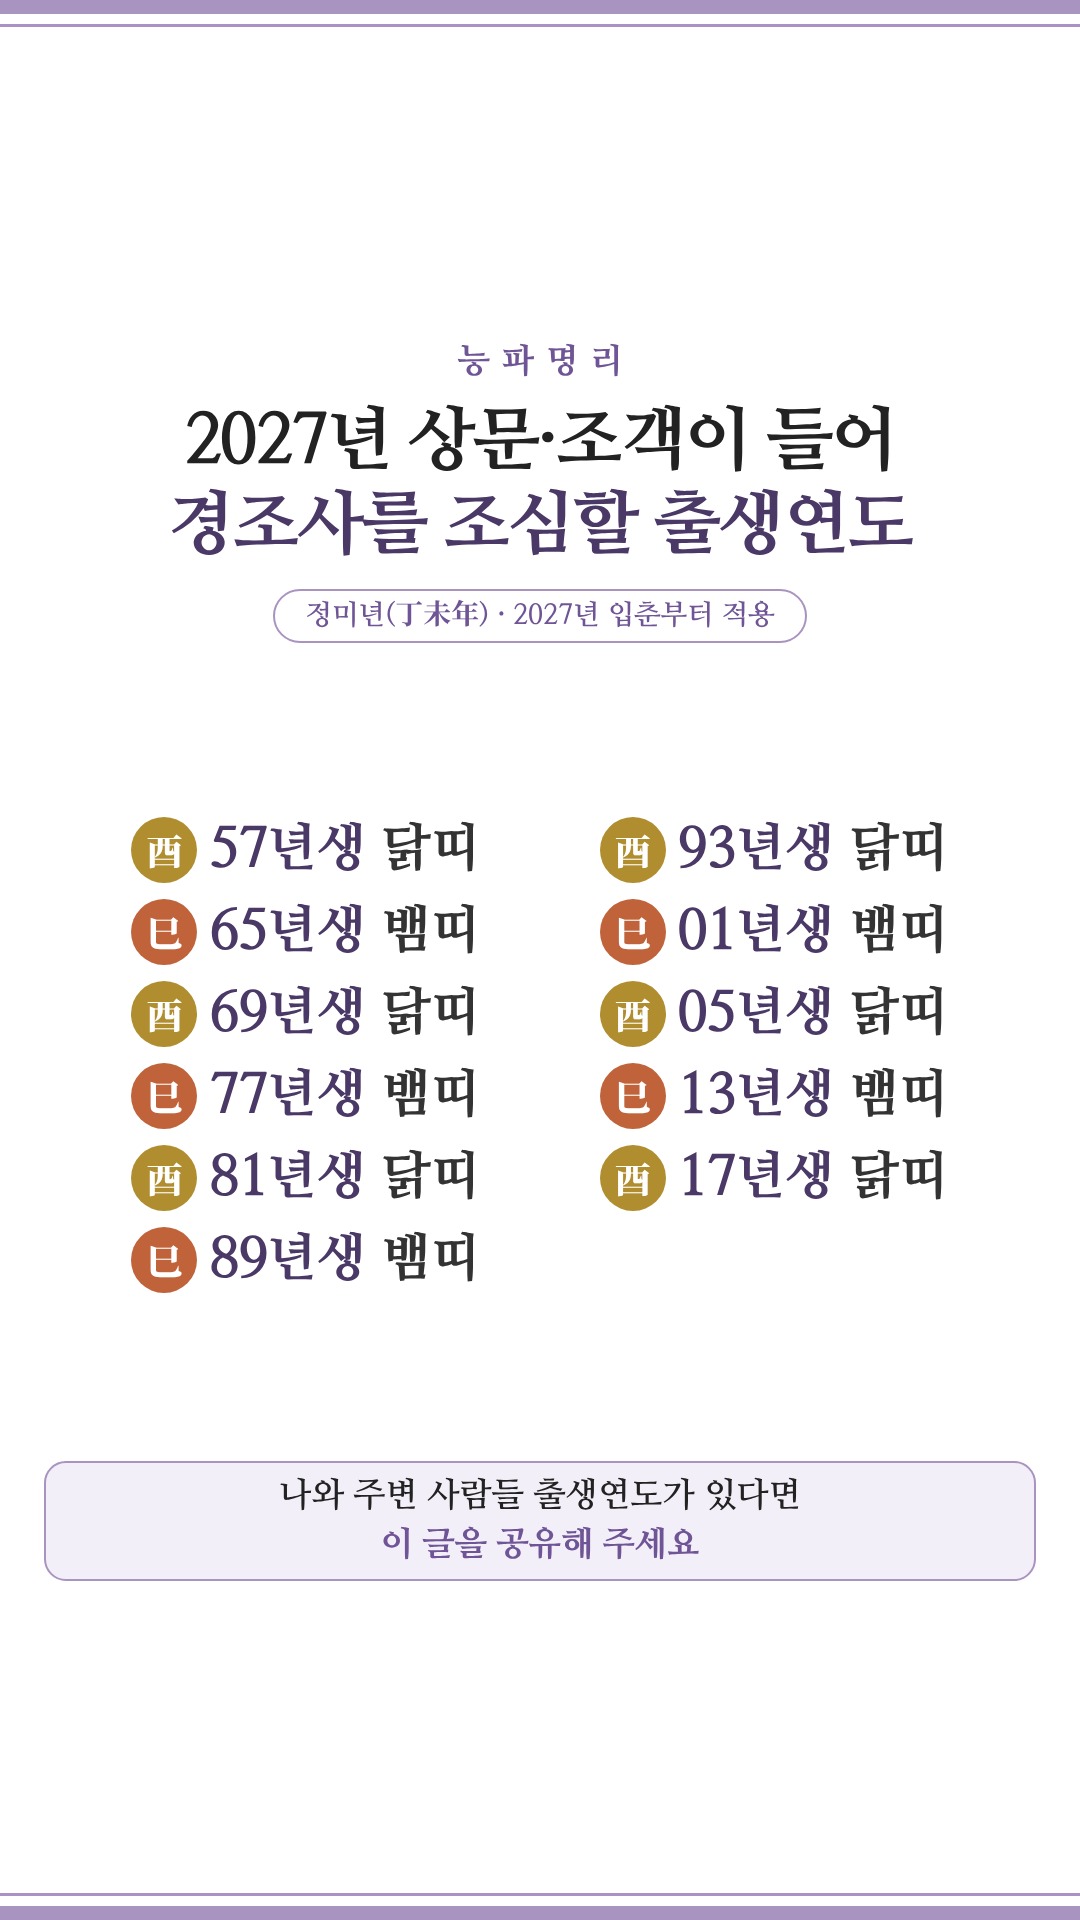 능파명리
2027년 상문·조객이 들어
경조사를 조심할 출생연도
정미년(丁未年) · 2027년 입춘부터 적용
酉 57년생 닭띠
巳 65년생 뱀띠
酉 69년생 닭띠
巳 77년생 뱀띠
酉 81년생 닭띠
巳 89년생 뱀띠
酉 93년생 닭띠
巳 01년생 뱀띠
酉 05년생 닭띠
巳 13년생 뱀띠
酉 17년생 닭띠
나와 주변 사람들 출생연도가 있다면
이 글을 공유해 주세요